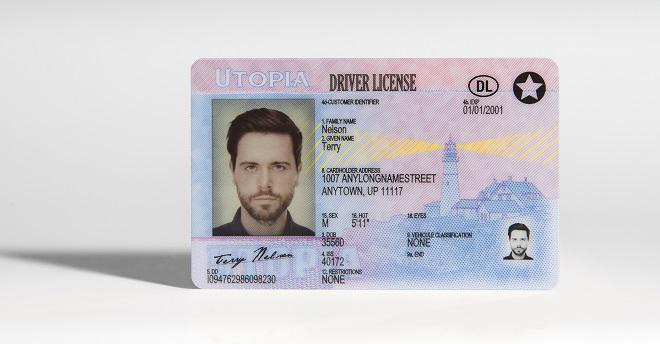 UTOPIA DRIVER LICENSE
DL
4d-CUSTOMER IDENTIFIER
4b. EXP
01/01/2001
1. FAMILY NAME
Nelson
2. GIVEN NAME
Terry
8. CARDHOLDER ADDRESS
1007 ANYLONGNAMESTREET
ANYTOWN, UP 11117
15. SEX 16. HGT 18. EYES
M 5'11"
3. DOB
35560
9. VEHICULE CLASSIFICATION
NONE
4. ISS
40172
9a. END
12. RESTRICTIONS
NONE
Terry Nelson
5. DD
I094762986098230
UTOPIA